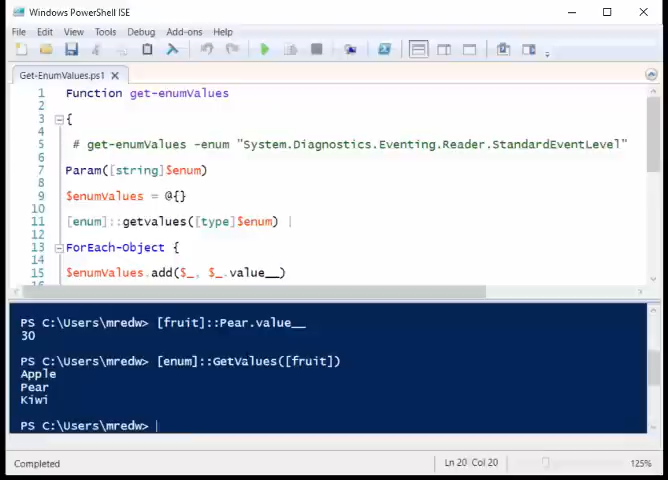 Windows PowerShell ISE
File Edit View Tools Debug Add-ons Help
Get-EnumValues.ps1
1 Function get-enumValues
2
3 {
4
5 # get-enumValues -enum "System.Diagnostics.Eventing.Reader.StandardEventLevel"
6
7 Param([string]$enum)
8
9 $enumValues = @{}
10
11 [enum]::getvalues([type]$enum) |
12
13 ForEach-Object {
14
15 $enumValues.add($_, $_.value__)
PS C:\Users\mredw> [fruit]::Pear.value__
30
PS C:\Users\mredw> [enum]::GetValues([fruit])
Apple
Pear
Kiwi
PS C:\Users\mredw>
Completed Ln 20 Col 20 125%